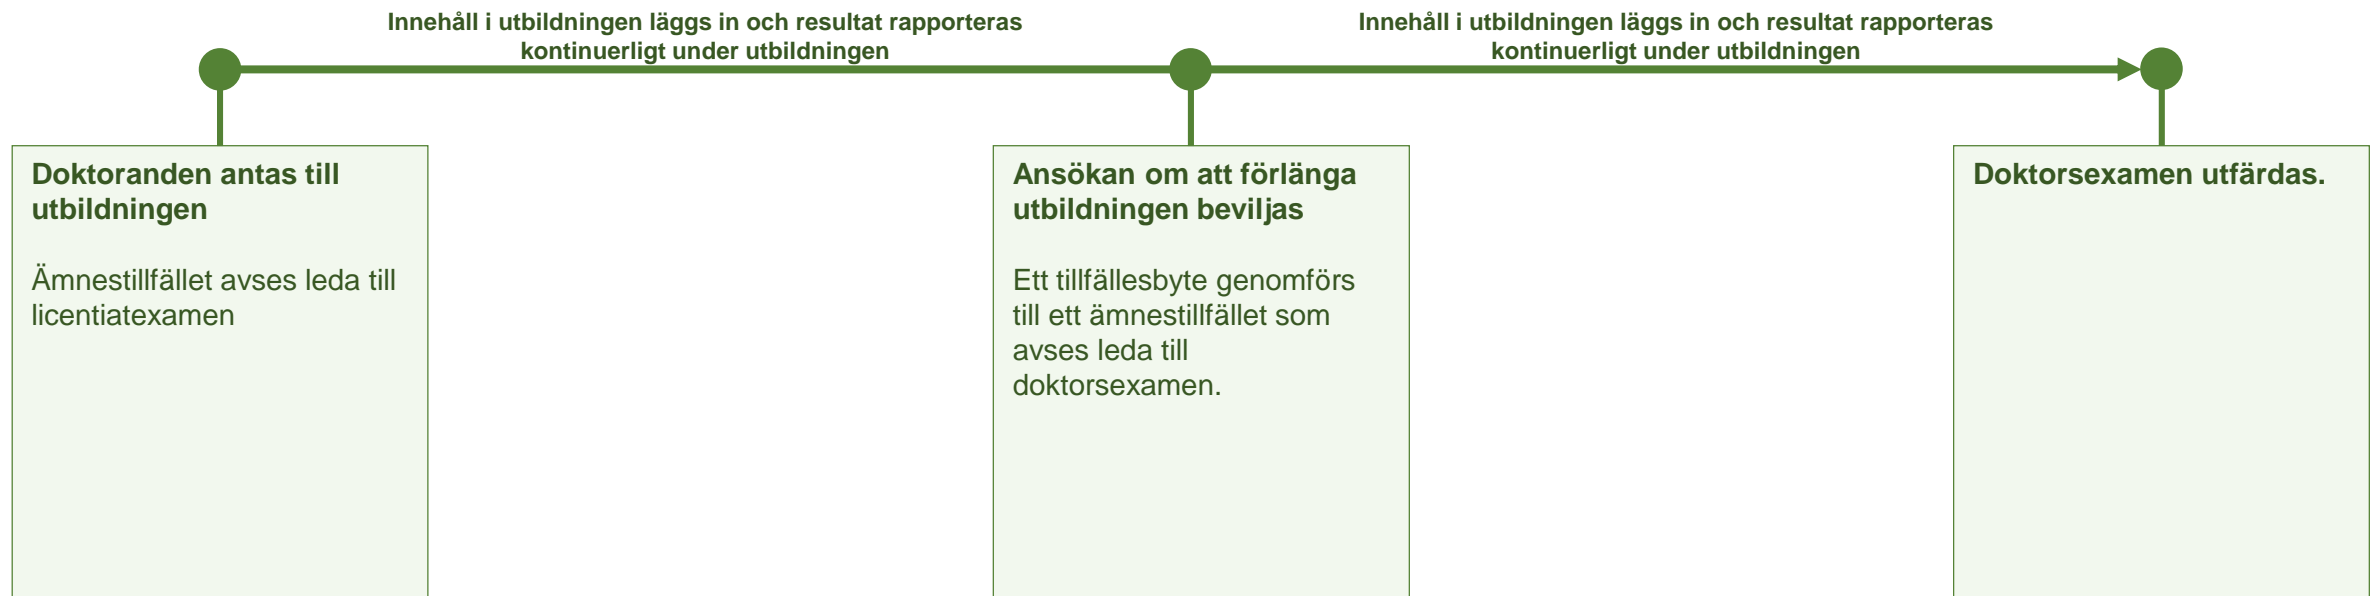 Innehåll i utbildningen läggs in och resultat rapporteras
kontinuerligt under utbildningen
Innehåll i utbildningen läggs in och resultat rapporteras
kontinuerligt under utbildningen
Doktoranden antas till
utbildningen
Ämnestillfället avses leda till
licentiatexamen
Ansökan om att förlänga
utbildningen beviljas
Ett tillfällesbyte genomförs
till ett ämnestillfället som
avses leda till
doktorsexamen.
Doktorsexamen utfärdas.